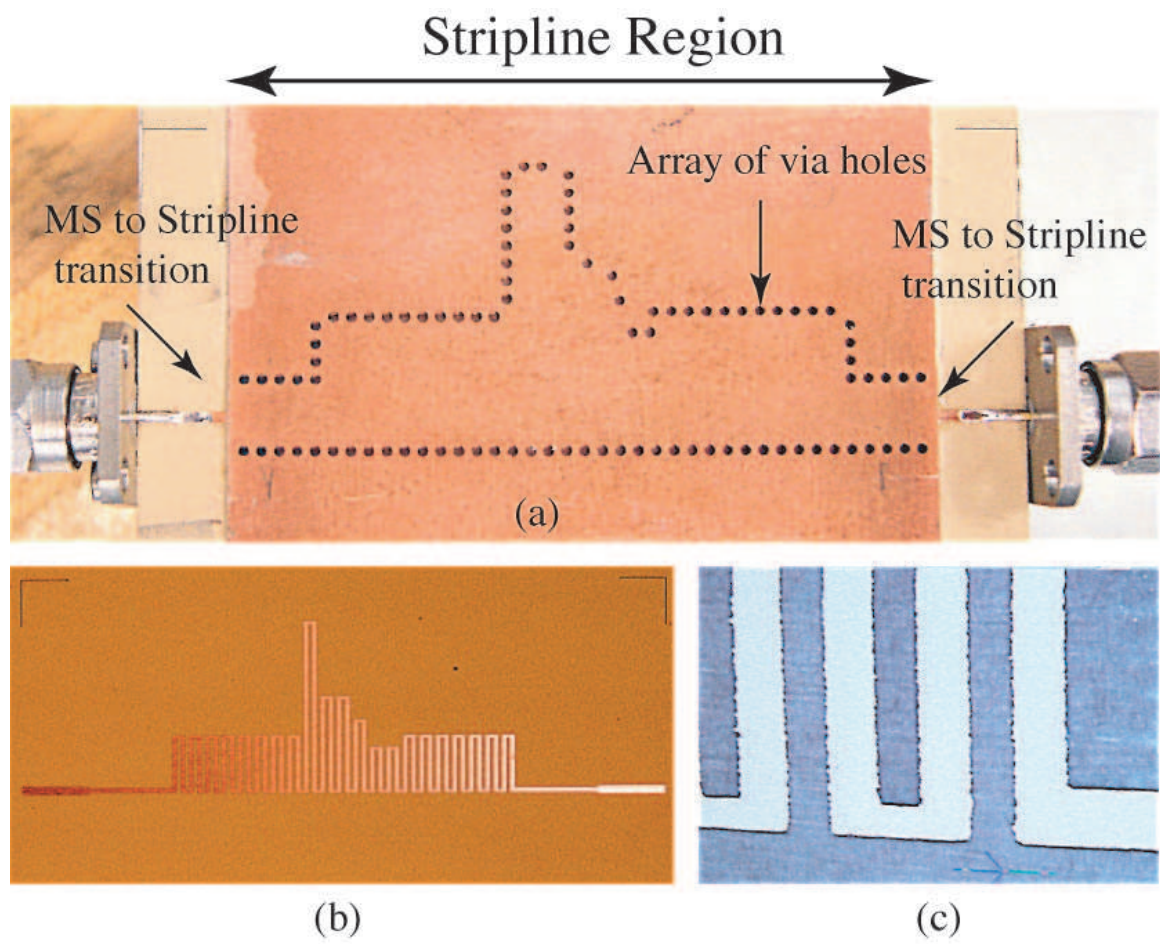 Stripline Region
Array of via holes
MS to Stripline
transition
MS to Stripline
transition
(a)
(b)
(c)